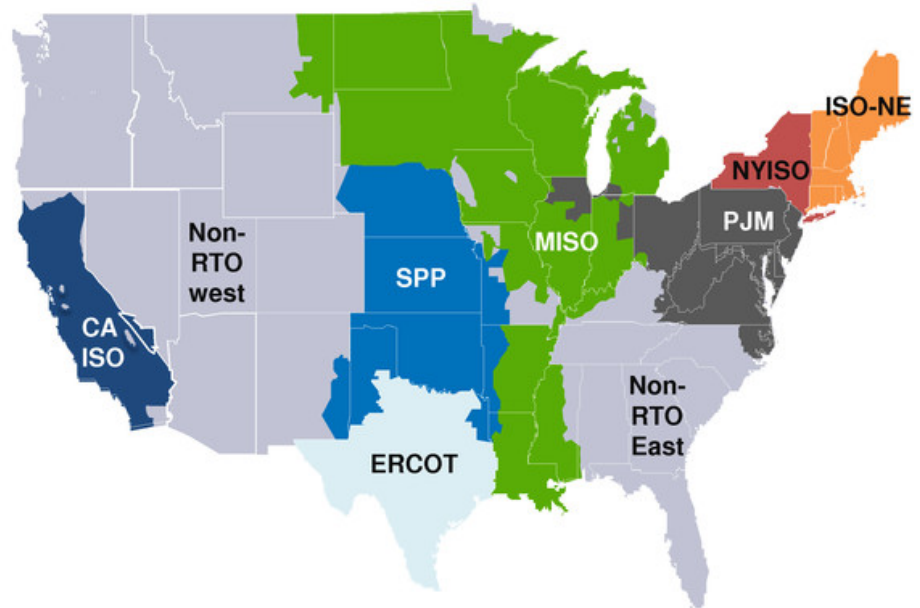 ISO-NE
NYISO
PJM
MISO
Non-
RTO
west
SPP
CA
ISO
Non-
RTO
East
ERCOT